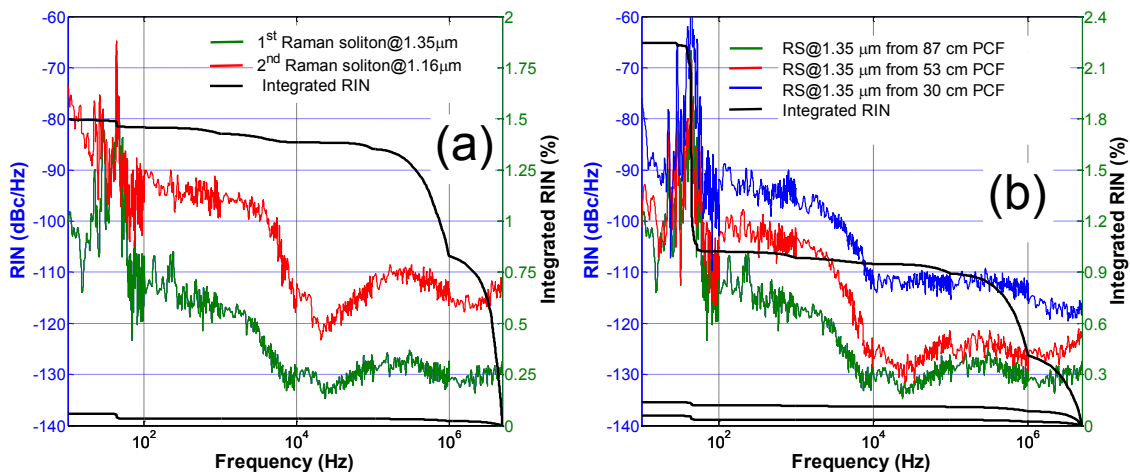 1st Raman soliton@1.35μm
2nd Raman soliton@1.16μm
Integrated RIN
(a)
RIN (dBc/Hz)
-60
-70
-80
-90
-100
-110
-120
-130
-140
10^2
10^4
10^6
Frequency (Hz)
2
1.75
1.5
1.25
1
0.75
0.5
0.25
0
Integrated RIN (%)
RS@1.35 μm from 87 cm PCF
RS@1.35 μm from 53 cm PCF
RS@1.35 μm from 30 cm PCF
Integrated RIN
(b)
RIN (dBc/Hz)
-60
-70
-80
-90
-100
-110
-120
-130
-140
10^2
10^4
10^6
Frequency (Hz)
2.4
2.1
1.8
1.5
1.2
0.9
0.6
0.3
0
Integrated RIN (%)